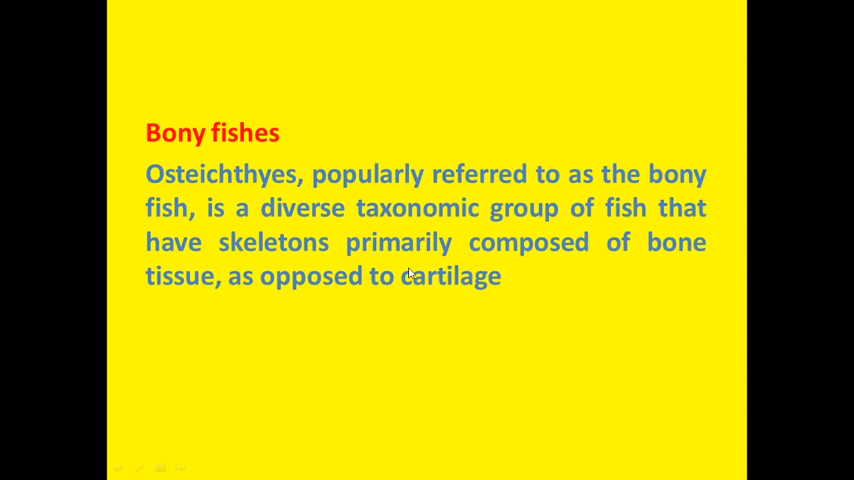 Bony fishes
Osteichthyes, popularly referred to as the bony
fish, is a diverse taxonomic group of fish that
have skeletons primarily composed of bone
tissue, as opposed to cartilage